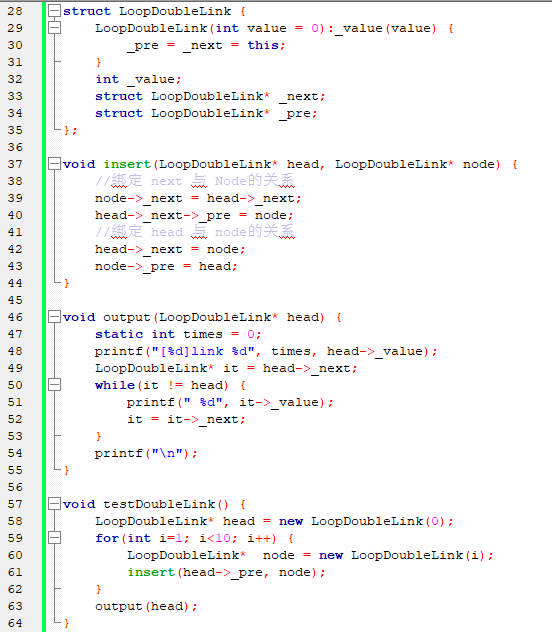 28 struct LoopDoubleLink {
29     LoopDoubleLink(int value = 0):_value(value) {
30         _pre = _next = this;
31     }
32     int _value;
33     struct LoopDoubleLink* _next;
34     struct LoopDoubleLink* _pre;
35 };
36
37 void insert(LoopDoubleLink* head, LoopDoubleLink* node) {
38     //绑定 next 与 Node的关系
39     node->_next = head->_next;
40     head->_next->_pre = node;
41     //绑定 head 与 node的关系
42     head->_next = node;
43     node->_pre = head;
44 }
45
46 void output(LoopDoubleLink* head) {
47     static int times = 0;
48     printf("[%d]link %d", times, head->_value);
49     LoopDoubleLink* it = head->_next;
50     while(it != head) {
51         printf(" %d", it->_value);
52         it = it->_next;
53     }
54     printf("\n");
55 }
56
57 void testDoubleLink() {
58     LoopDoubleLink* head = new LoopDoubleLink(0);
59     for(int i=1; i<10; i++) {
60         LoopDoubleLink*  node = new LoopDoubleLink(i);
61         insert(head->_pre, node);
62     }
63     output(head);
64 }